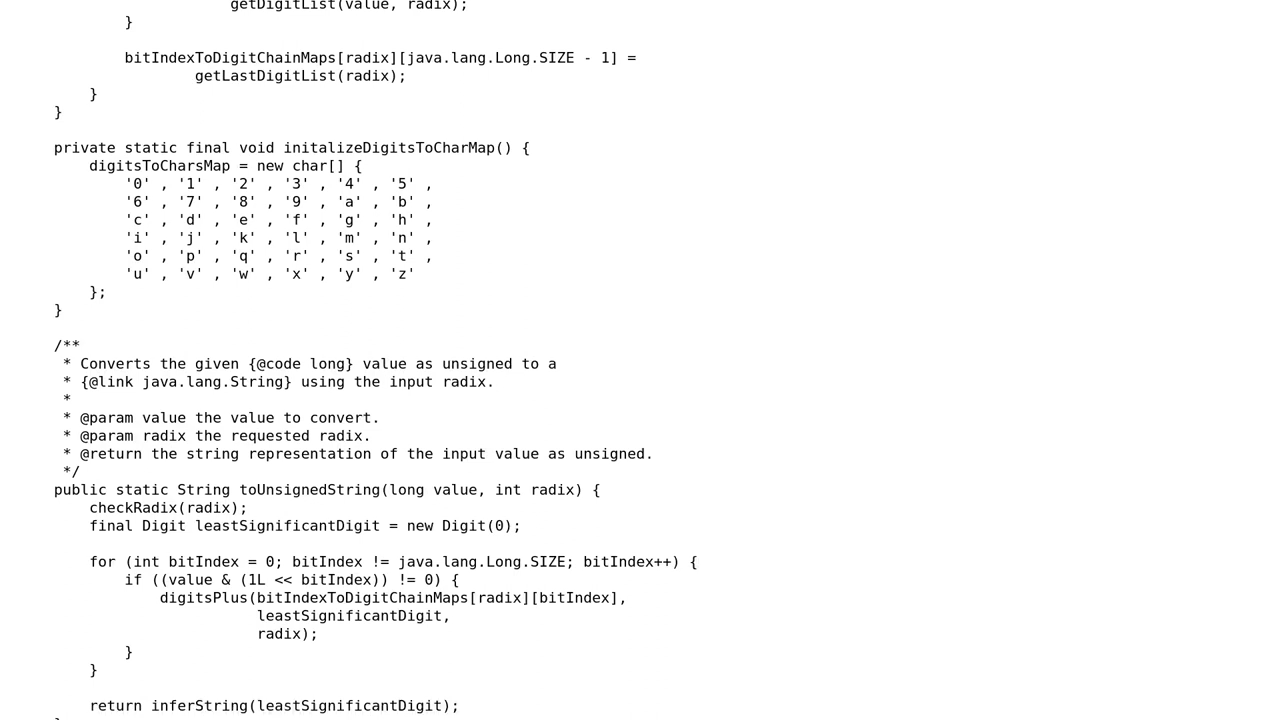 getDigitList(value, radix);
        }

        bitIndexToDigitChainMaps[radix][java.lang.Long.SIZE - 1] =
                getLastDigitList(radix);
    }
}

private static final void initalizeDigitsToCharMap() {
    digitsToCharsMap = new char[] {
        '0' , '1' , '2' , '3' , '4' , '5' ,
        '6' , '7' , '8' , '9' , 'a' , 'b' ,
        'c' , 'd' , 'e' , 'f' , 'g' , 'h' ,
        'i' , 'j' , 'k' , 'l' , 'm' , 'n' ,
        'o' , 'p' , 'q' , 'r' , 's' , 't' ,
        'u' , 'v' , 'w' , 'x' , 'y' , 'z'
    };
}

/**
 * Converts the given {@code long} value as unsigned to a
 * {@link java.lang.String} using the input radix.
 *
 * @param value the value to convert.
 * @param radix the requested radix.
 * @return the string representation of the input value as unsigned.
 */
public static String toUnsignedString(long value, int radix) {
    checkRadix(radix);
    final Digit leastSignificantDigit = new Digit(0);

    for (int bitIndex = 0; bitIndex != java.lang.Long.SIZE; bitIndex++) {
        if ((value & (1L << bitIndex)) != 0) {
            digitsPlus(bitIndexToDigitChainMaps[radix][bitIndex],
                       leastSignificantDigit,
                       radix);
        }
    }

    return inferString(leastSignificantDigit);